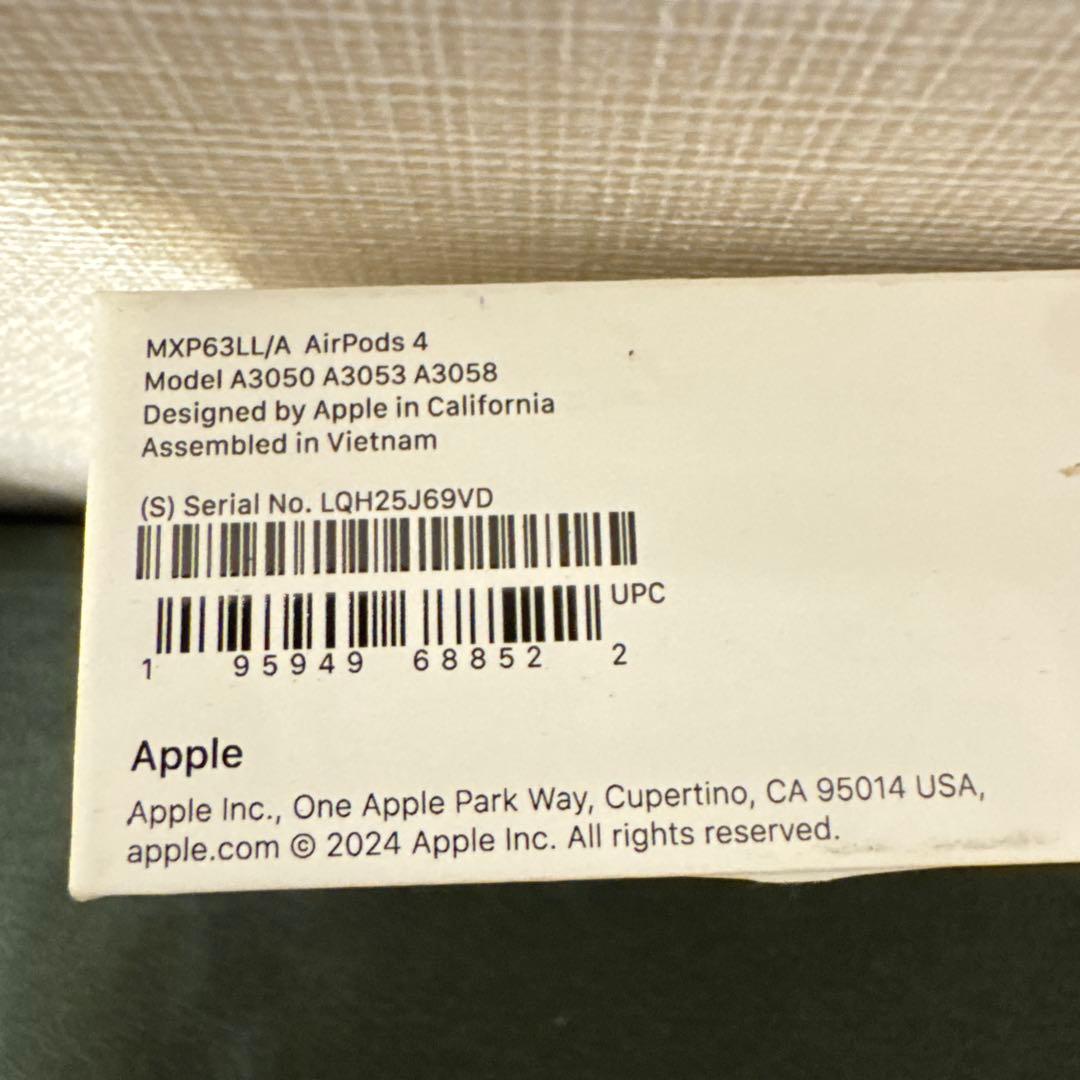 MXP63LL/A AirPods 4
Model A3050 A3053 A3058
Designed by Apple in California
Assembled in Vietnam
(S) Serial No. LQH25J69VD
UPC
1 95949 68852 2
Apple
Apple Inc., One Apple Park Way, Cupertino, CA 95014 USA,
apple.com © 2024 Apple Inc. All rights reserved.